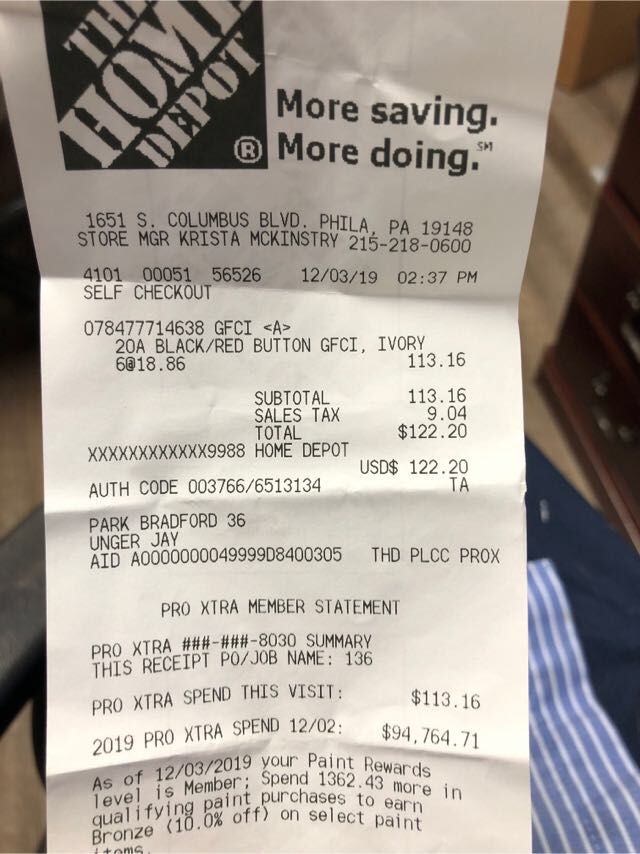 THE
HOME
DEPOT
®
More saving.
More doing.℠
1651 S. COLUMBUS BLVD. PHILA, PA 19148
STORE MGR KRISTA MCKINSTRY 215-218-0600
4101 00051 56526 12/03/19 02:37 PM
SELF CHECKOUT
078477714638 GFCI <A>
20A BLACK/RED BUTTON GFCI, IVORY
6@18.86 113.16
SUBTOTAL 113.16
SALES TAX 9.04
TOTAL $122.20
XXXXXXXXXXXX9988 HOME DEPOT
USD$ 122.20
AUTH CODE 003766/6513134 TA
PARK BRADFORD 36
UNGER JAY
AID A0000000049999D8400305 THD PLCC PROX
PRO XTRA MEMBER STATEMENT
PRO XTRA ###-###-8030 SUMMARY
THIS RECEIPT PO/JOB NAME: 136
PRO XTRA SPEND THIS VISIT: $113.16
2019 PRO XTRA SPEND 12/02: $94,764.71
As of 12/03/2019 your Paint Rewards
level is Member; Spend 1362.43 more in
qualifying paint purchases to earn
Bronze (10.0% off) on select paint
items.